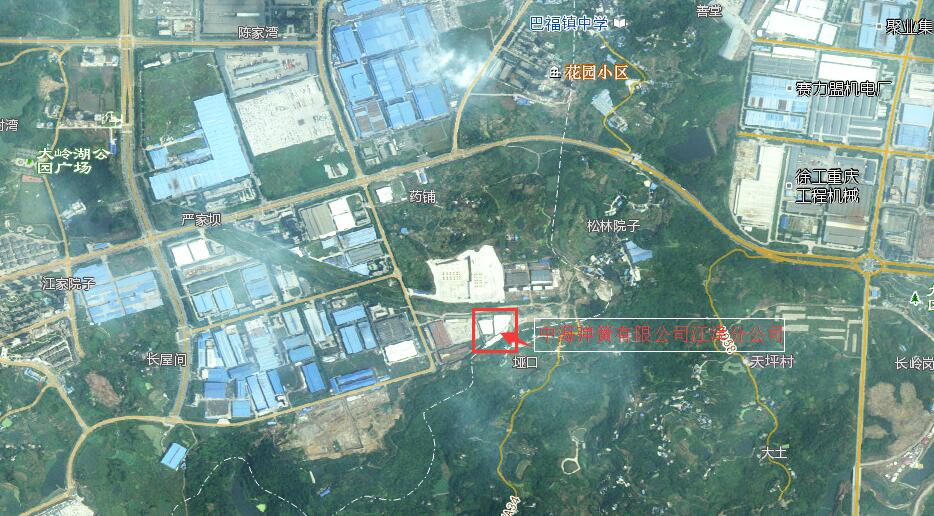 善堂
巴福镇中学
聚业集
陈家湾
花园小区
赛力盟机电厂
村湾
大岭湖公
园广场
徐工重庆
工程机械
药铺
严家坝
松林院子
江家院子
中海弹簧有限公司江津分公司
长屋间
垭口
天坪村
长岭岗
大土
A34